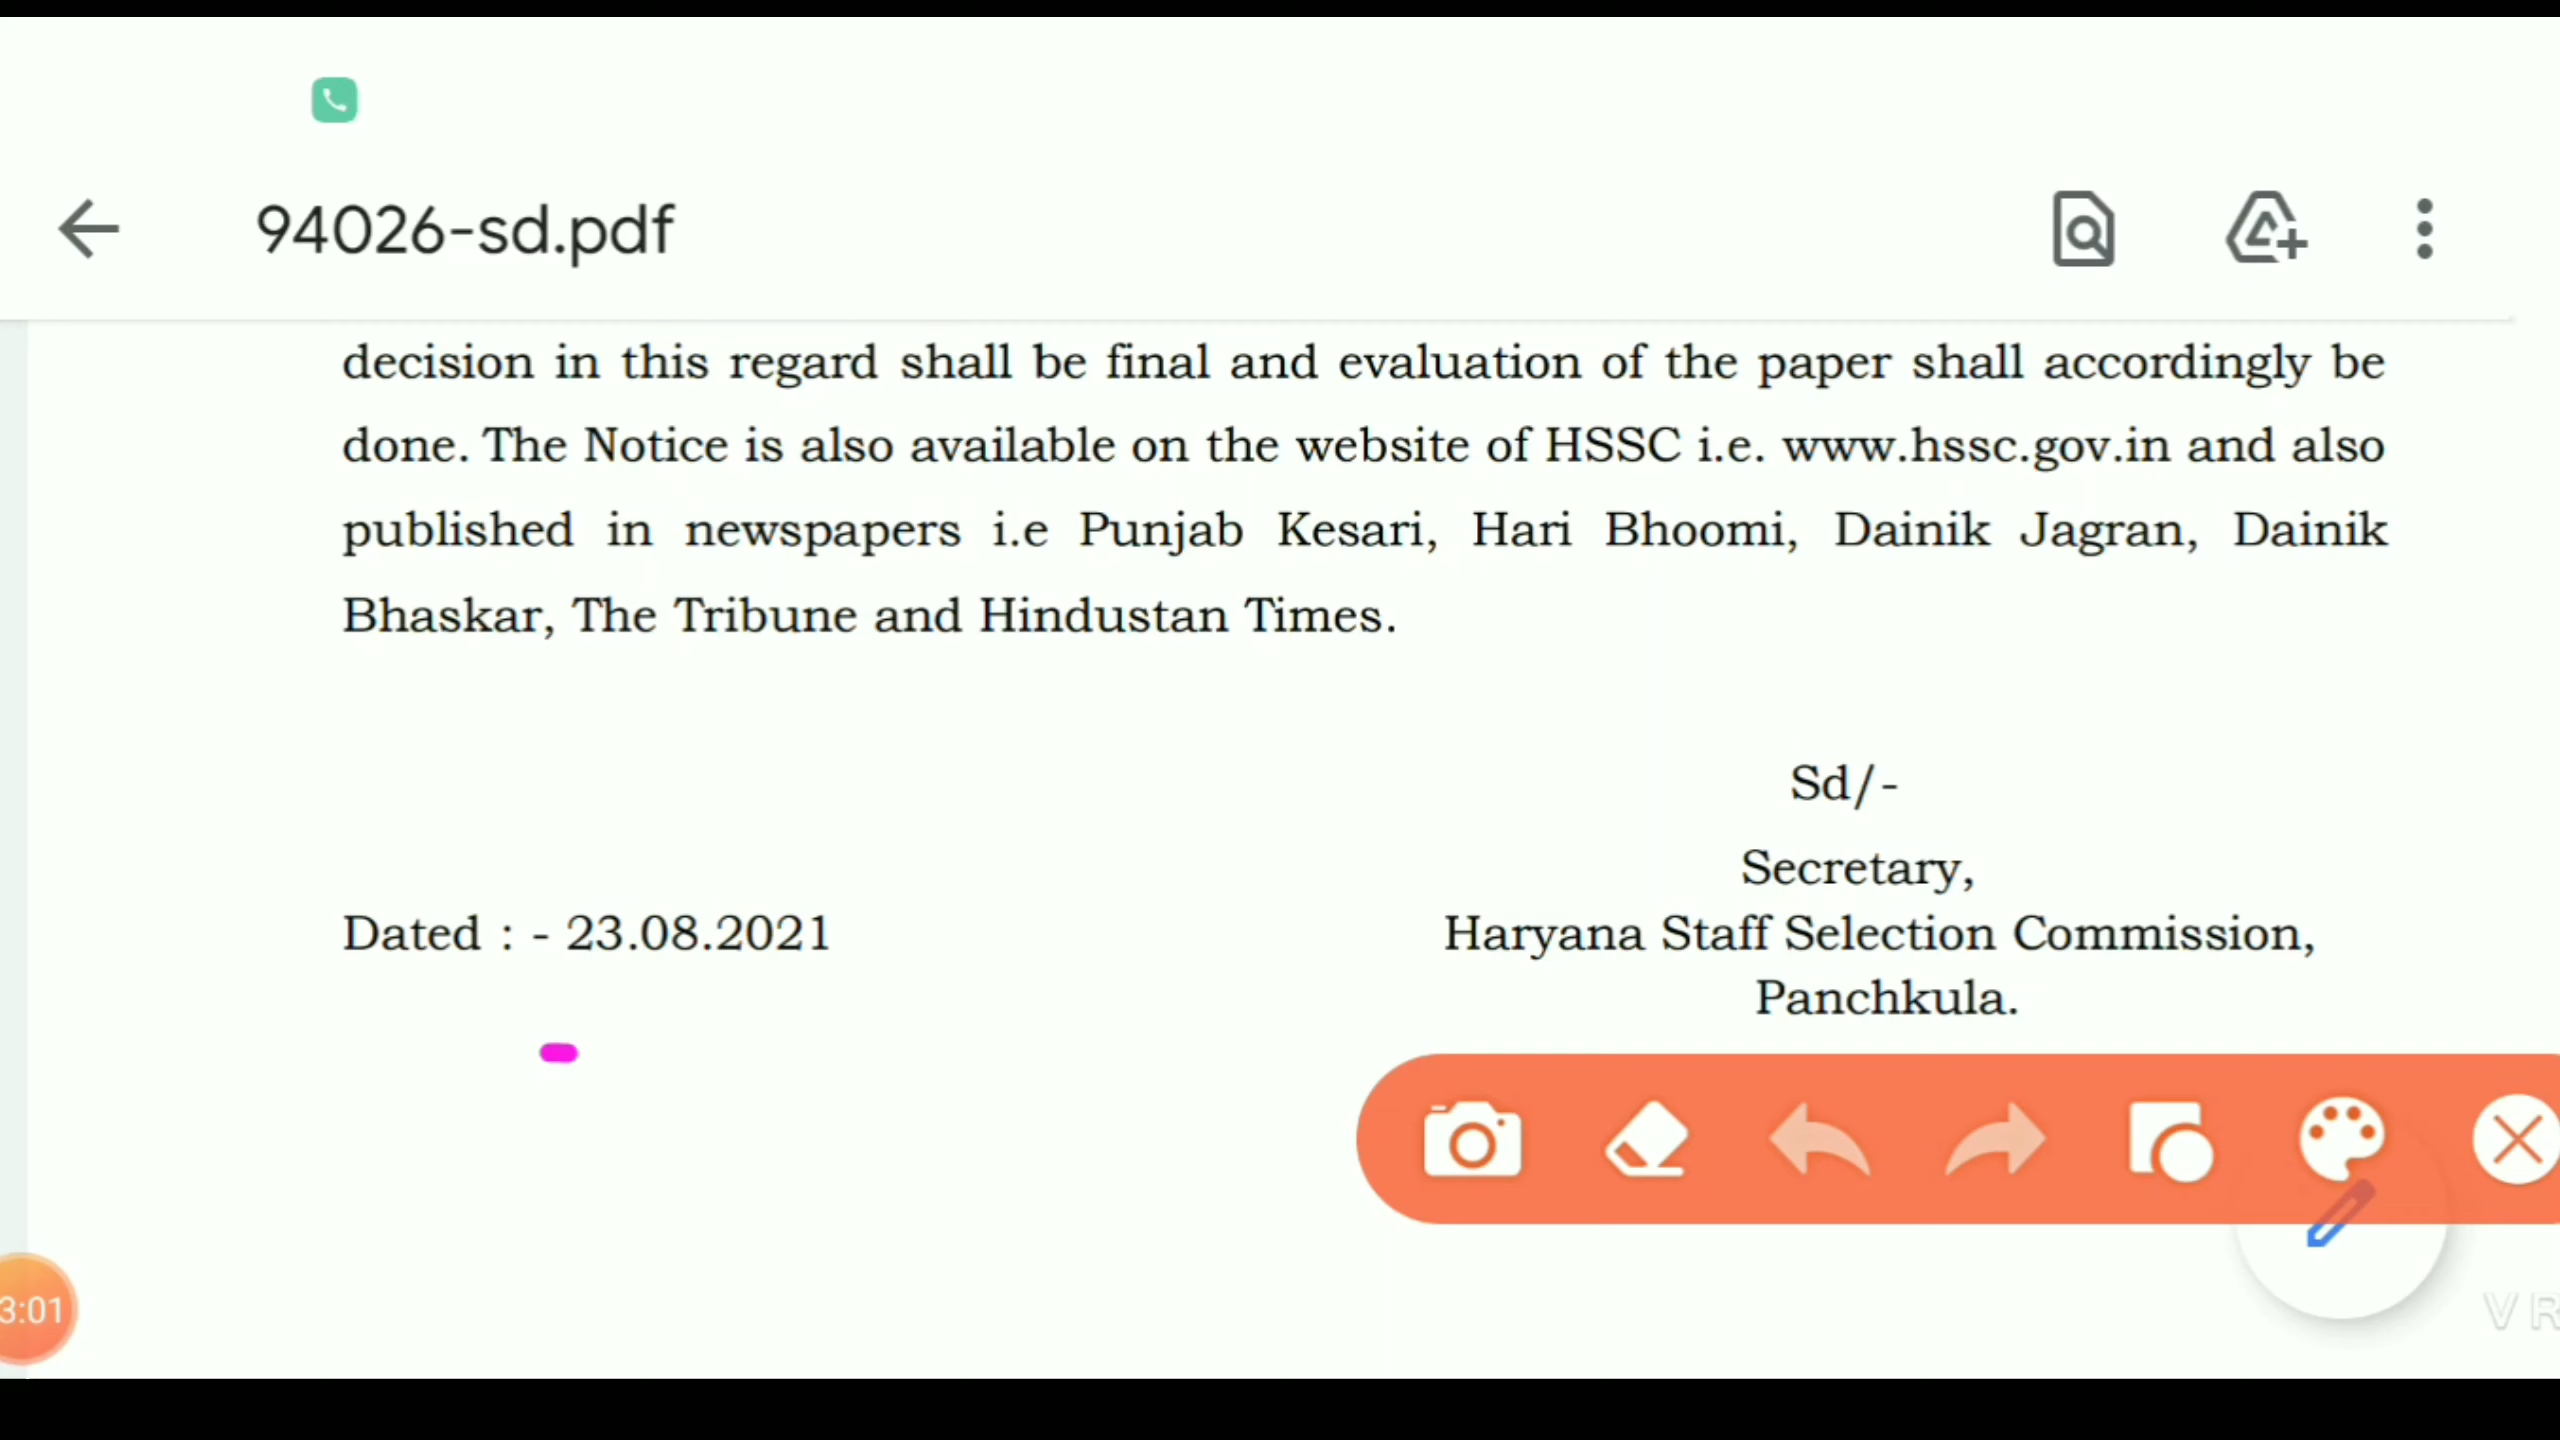 94026-sd.pdf
decision in this regard shall be final and evaluation of the paper shall accordingly be
done. The Notice is also available on the website of HSSC i.e. www.hssc.gov.in and also
published in newspapers i.e Punjab Kesari, Hari Bhoomi, Dainik Jagran, Dainik
Bhaskar, The Tribune and Hindustan Times.
Sd/-
Secretary,
Dated : - 23.08.2021
Haryana Staff Selection Commission,
Panchkula.
3:01
VR